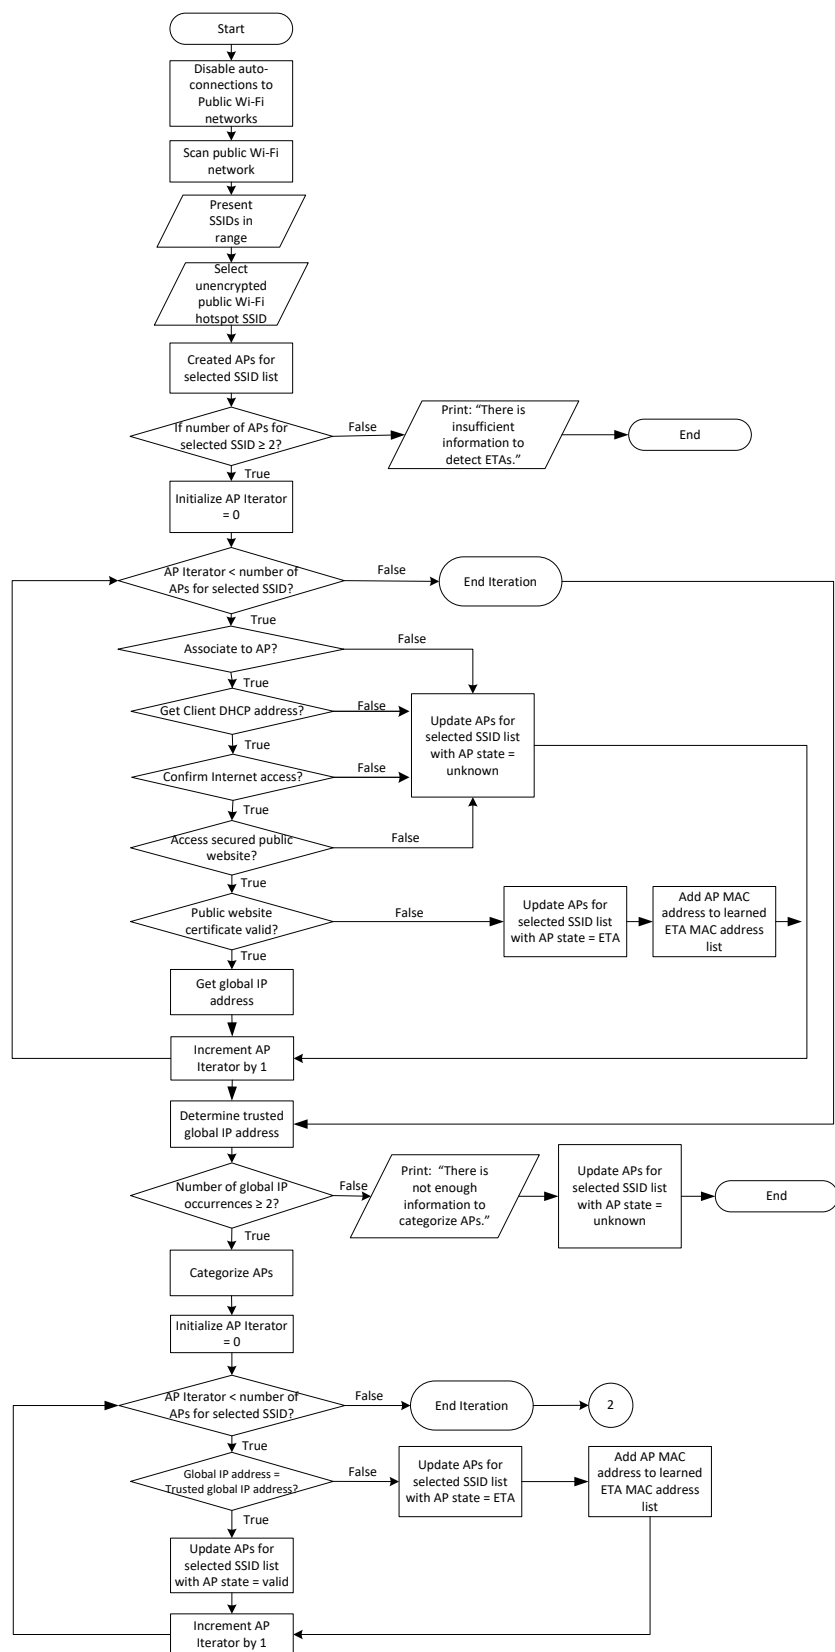 Start
Disable auto-
connections to
Public Wi-Fi
networks
Scan public Wi-Fi
network
Present
SSIDs in
range
Select
unencrypted
public Wi-Fi
hotspot SSID
Created APs for
selected SSID list
If number of APs for
selected SSID ≥ 2?
False
Print: “There is
insufficient
information to
detect ETAs.”
End
True
Initialize AP Iterator
= 0
AP Iterator < number of
APs for selected SSID?
False
End Iteration
True
Associate to AP?
False
True
Get Client DHCP address?
False
Update APs for
selected SSID list
with AP state =
unknown
True
Confirm Internet access?
False
True
Access secured public
website?
False
True
Public website
certificate valid?
False
Update APs for
selected SSID list
with AP state = ETA
Add AP MAC
address to learned
ETA MAC address
list
True
Get global IP
address
Increment AP
Iterator by 1
Determine trusted
global IP address
Number of global IP
occurrences ≥ 2?
False
Print: “There is
not enough
information to
categorize APs.”
Update APs for
selected SSID list
with AP state =
unknown
End
True
Categorize APs
Initialize AP Iterator
= 0
AP Iterator < number of
APs for selected SSID?
False
End Iteration
2
True
Global IP address =
Trusted global IP address?
False
Update APs for
selected SSID list
with AP state = ETA
Add AP MAC
address to learned
ETA MAC address
list
True
Update APs for
selected SSID list
with AP state = valid
Increment AP
Iterator by 1